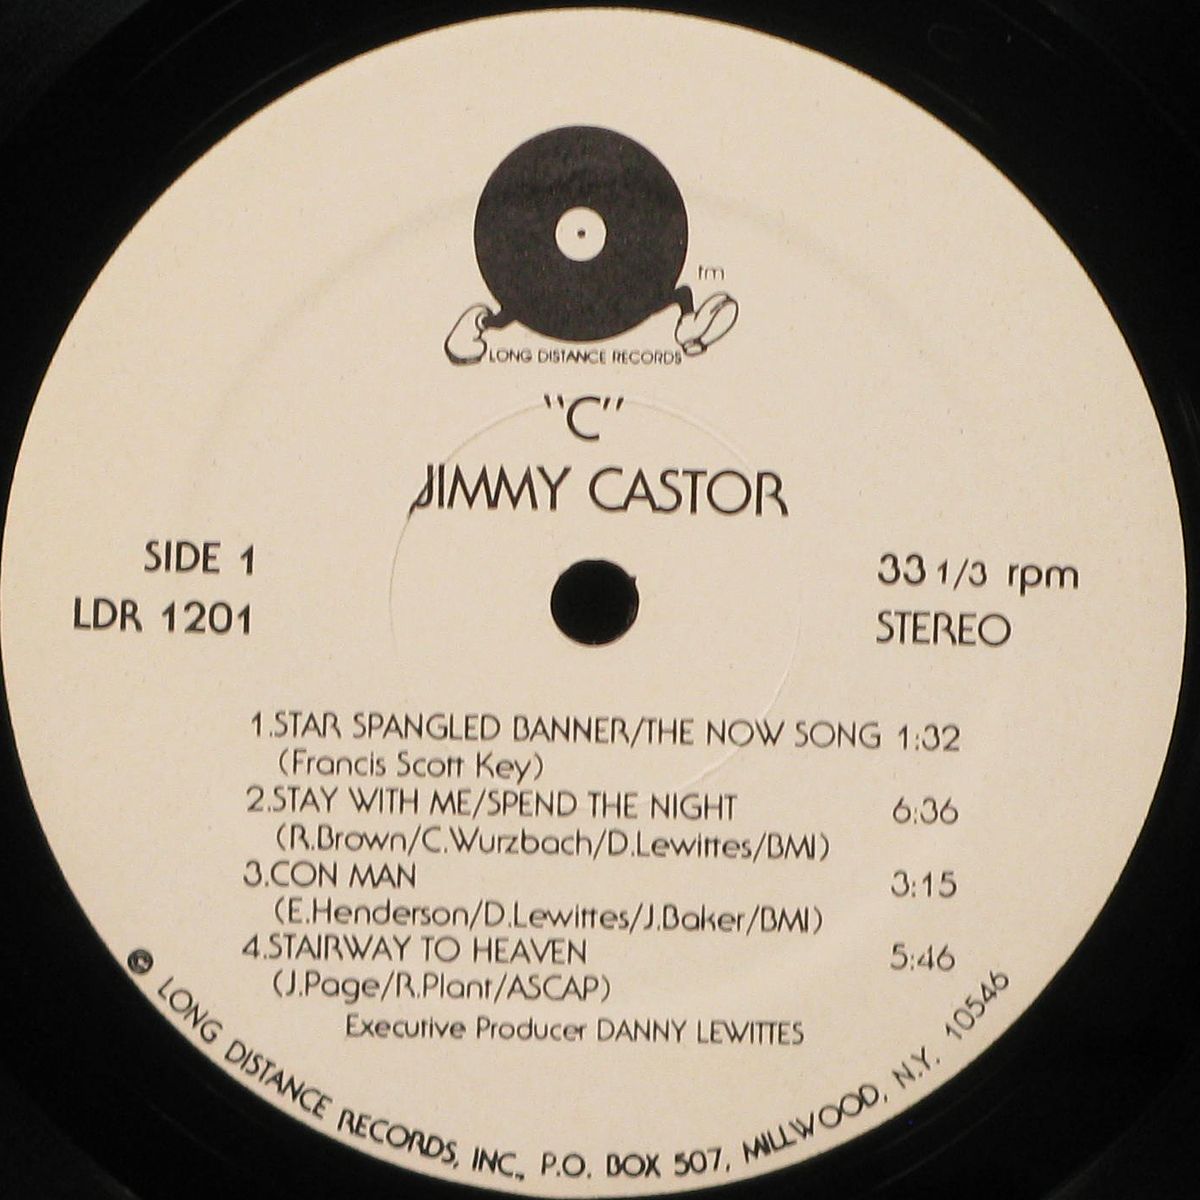 tm
LONG DISTANCE RECORDS
"C"
JIMMY CASTOR
SIDE 1
LDR 1201
33 1/3 rpm
STEREO
1.STAR SPANGLED BANNER/THE NOW SONG 1:32
(Francis Scott Key)
2.STAY WITH ME/SPEND THE NIGHT 6:36
(R.Brown/C.Wurzbach/D.Lewittes/BMI)
3.CON MAN 3:15
(E.Henderson/D.Lewittes/J.Baker/BMI)
4.STAIRWAY TO HEAVEN 5:46
(J.Page/R.Plant/ASCAP)
Executive Producer DANNY LEWITTES
© LONG DISTANCE RECORDS, INC., P.O. BOX 507, MILLWOOD, N.Y. 10546